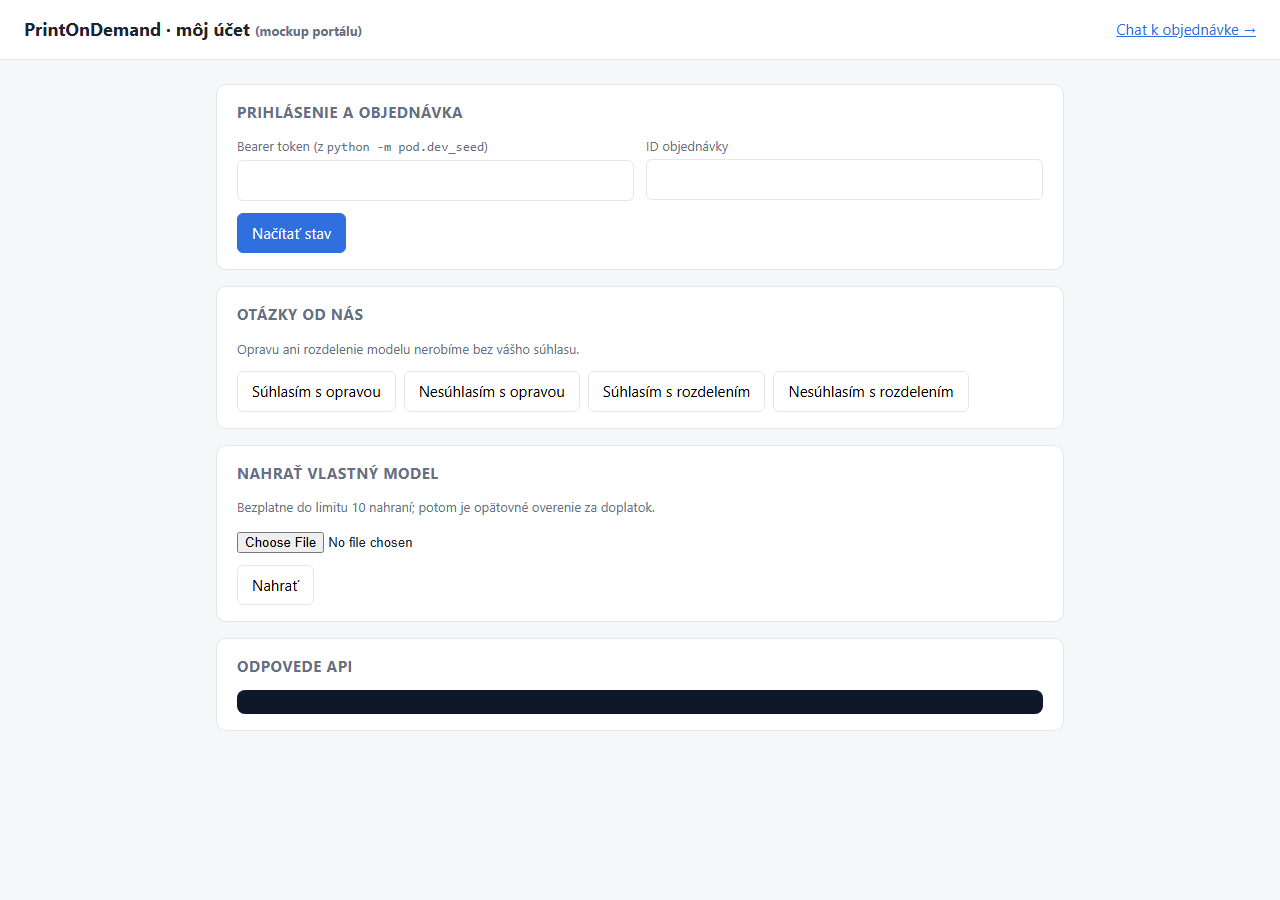 PrintOnDemand · môj účet (mockup portálu)
Chat k objednávke →
PRIHLÁSENIE A OBJEDNÁVKA
Bearer token (z python -m pod.dev_seed)
ID objednávky
Načítať stav
OTÁZKY OD NÁS
Opravu ani rozdelenie modelu nerobíme bez vášho súhlasu.
Súhlasím s opravou
Nesúhlasím s opravou
Súhlasím s rozdelením
Nesúhlasím s rozdelením
NAHRAŤ VLASTNÝ MODEL
Bezplatne do limitu 10 nahraní; potom je opätovné overenie za doplatok.
Choose File No file chosen
Nahrať
ODPOVEDE API